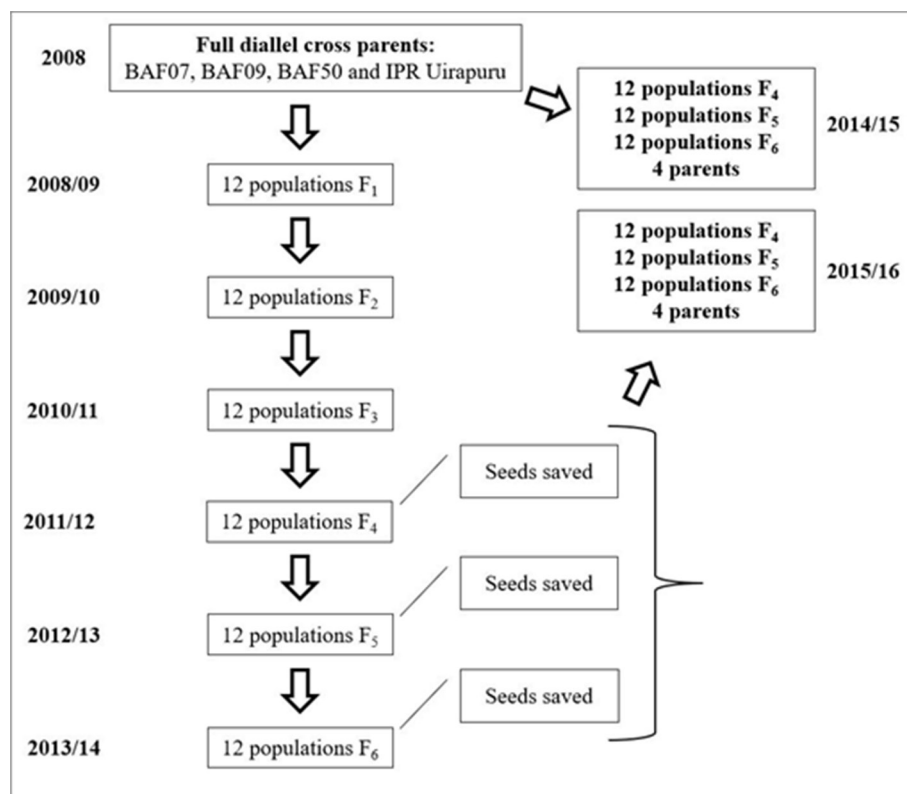 2008
Full diallel cross parents:
BAF07, BAF09, BAF50 and IPR Uirapuru
12 populations F₄
12 populations F₅
12 populations F₆
4 parents
2014/15
2008/09
12 populations F₁
12 populations F₄
12 populations F₅
12 populations F₆
4 parents
2015/16
2009/10
12 populations F₂
2010/11
12 populations F₃
Seeds saved
2011/12
12 populations F₄
Seeds saved
2012/13
12 populations F₅
Seeds saved
2013/14
12 populations F₆